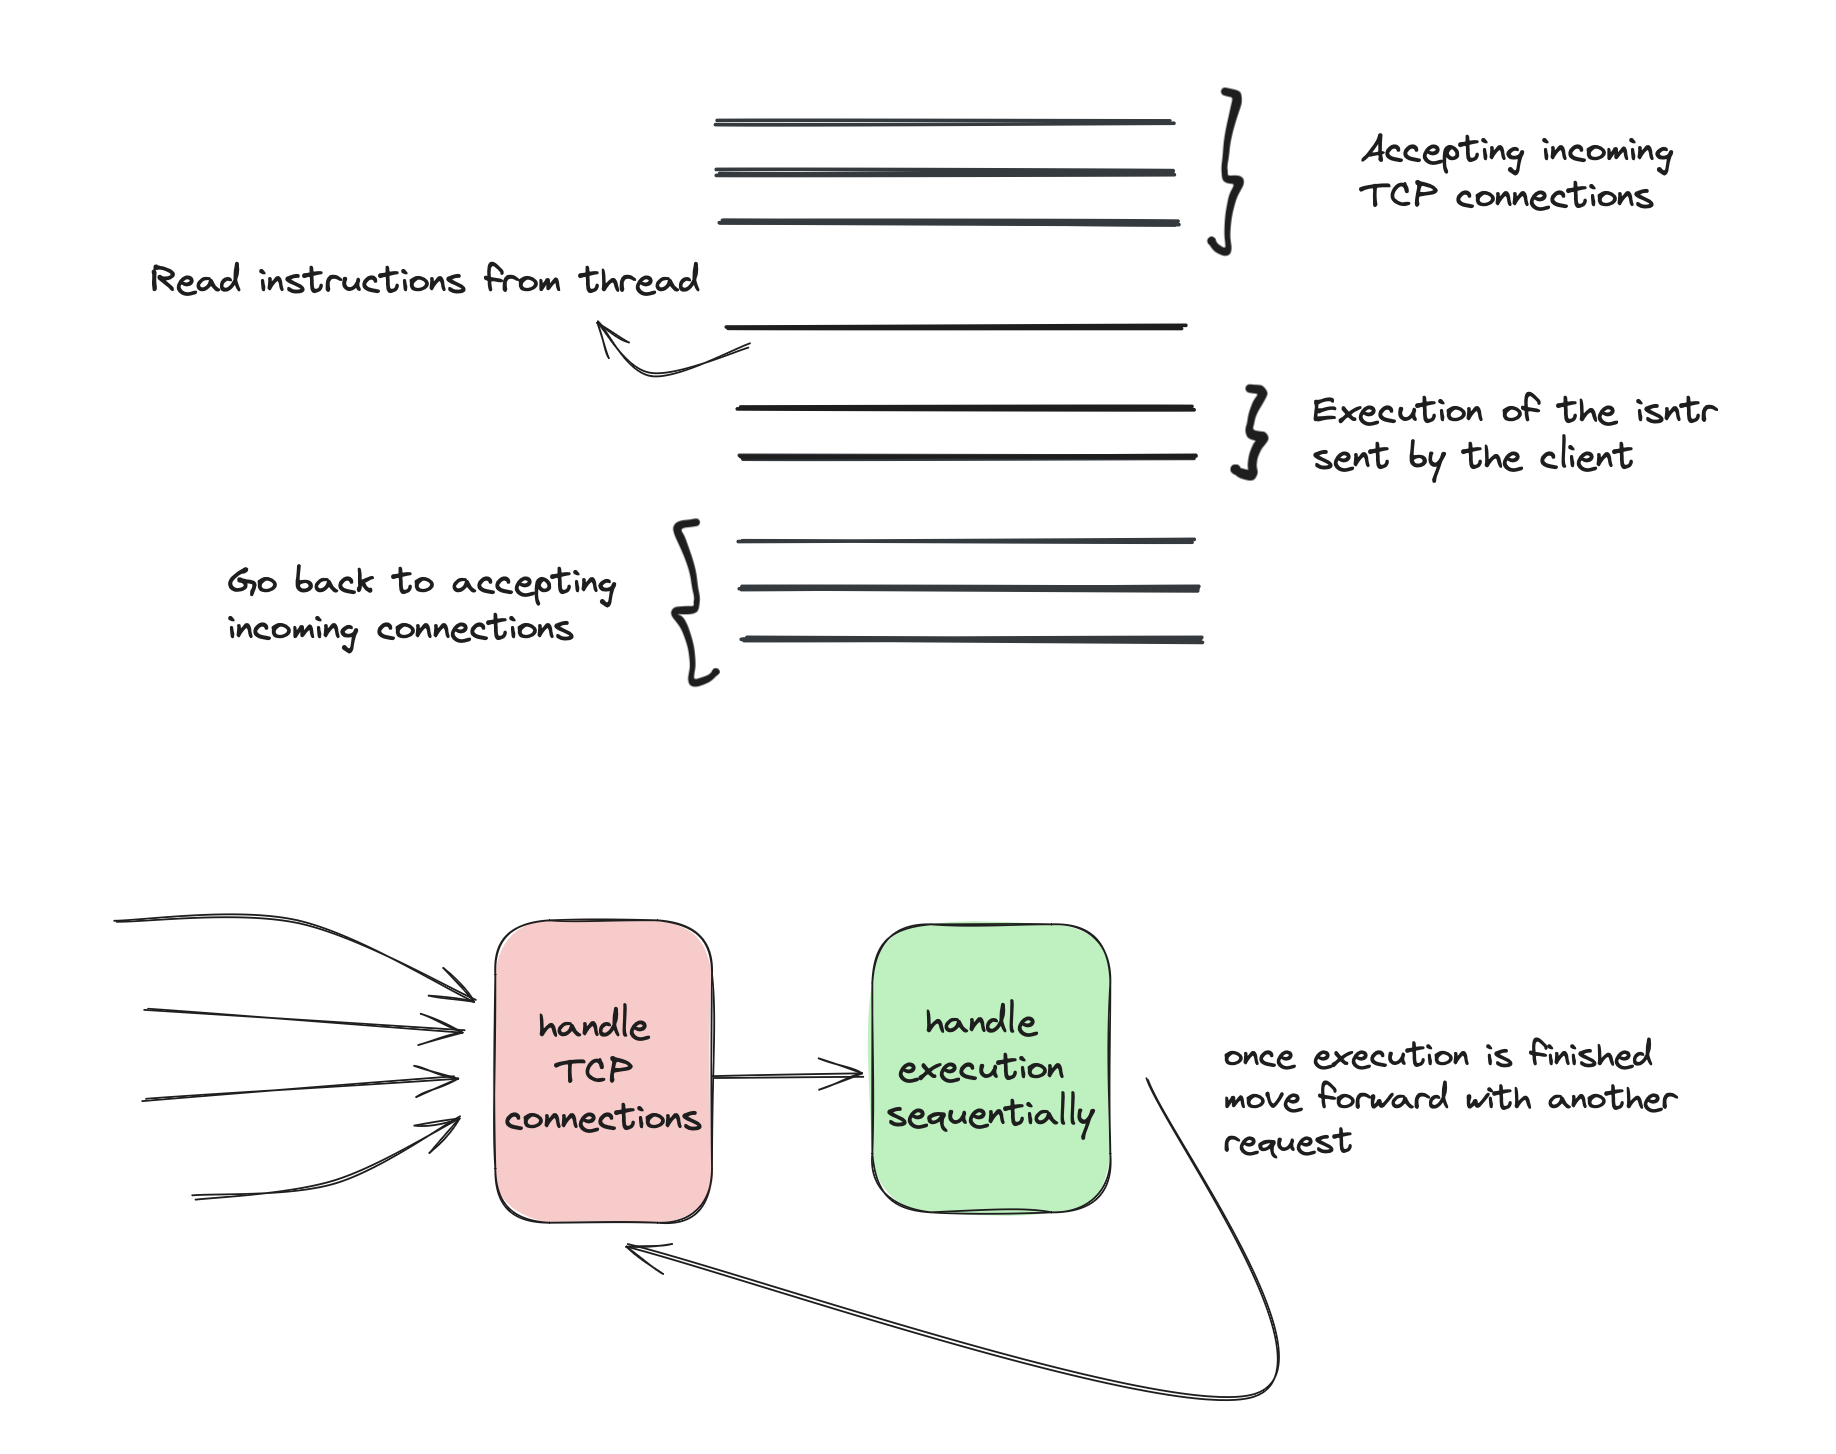 Accepting incoming
TCP connections
Read instructions from thread
Execution of the isntr
sent by the client
Go back to accepting
incoming connections
handle
TCP
connections
handle
execution
sequentially
once execution is finished
move forward with another
request